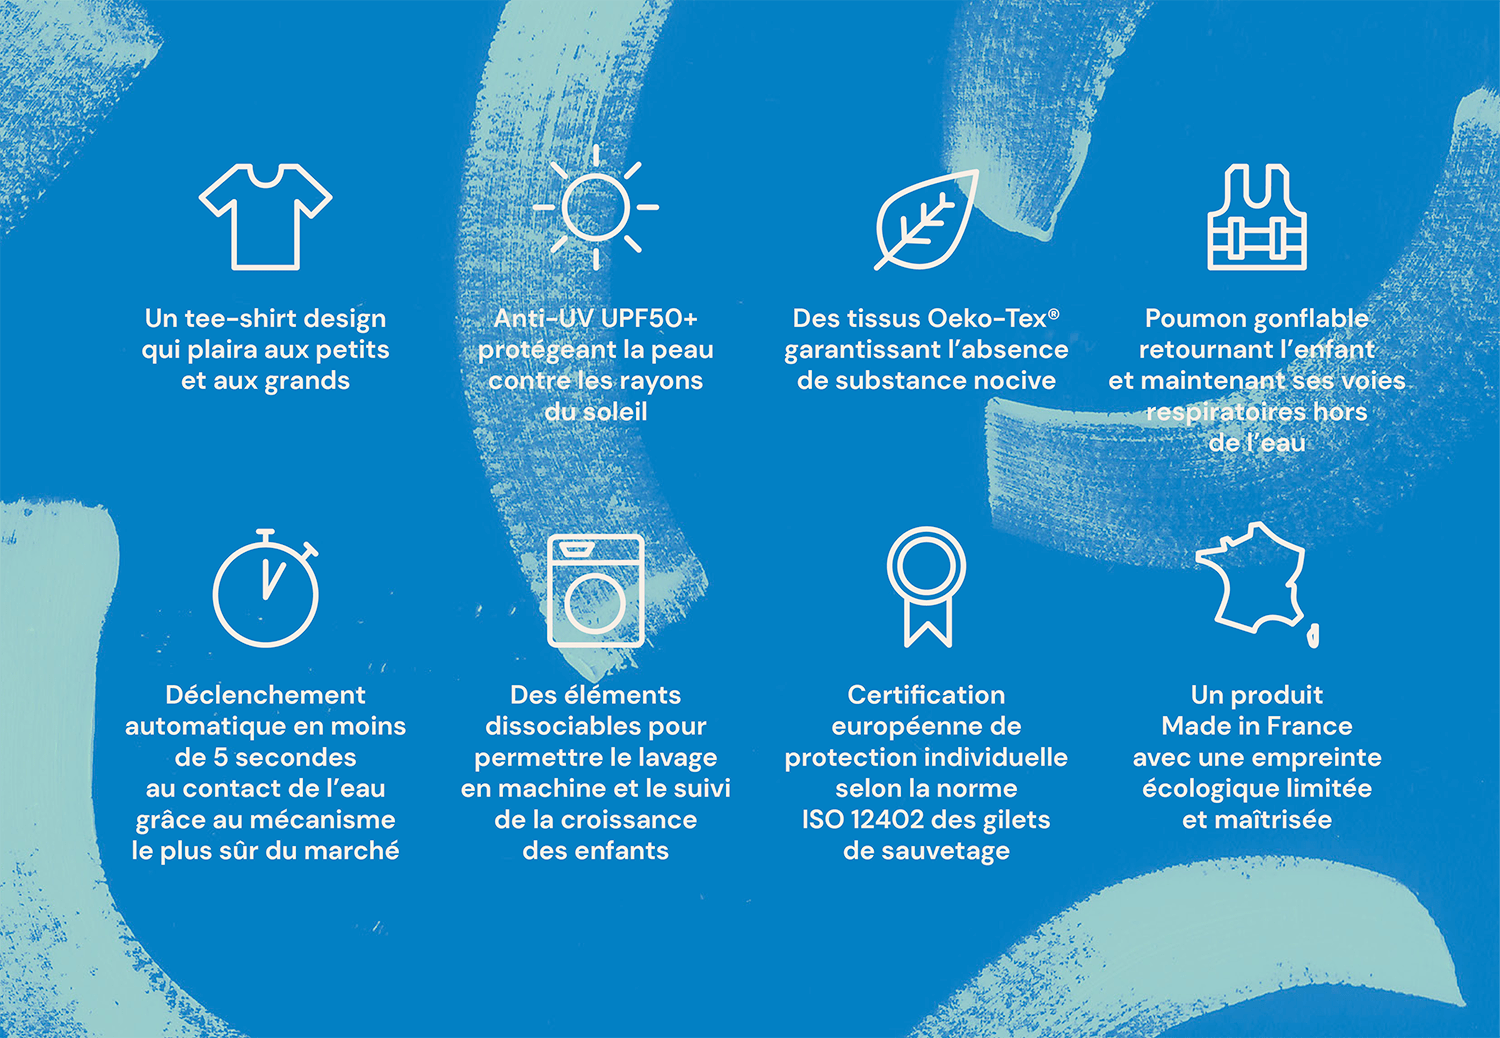 Un tee-shirt design
qui plaira aux petits
et aux grands
Anti-UV UPF50+
protégeant la peau
contre les rayons
du soleil
Des tissus Oeko-Tex®
garantissant l’absence
de substance nocive
Poumon gonflable
retournant l’enfant
et maintenant ses voies
respiratoires hors
de l’eau
Déclenchement
automatique en moins
de 5 secondes
au contact de l’eau
grâce au mécanisme
le plus sûr du marché
Des éléments
dissociables pour
permettre le lavage
en machine et le suivi
de la croissance
des enfants
Certification
européenne de
protection individuelle
selon la norme
ISO 12402 des gilets
de sauvetage
Un produit
Made in France
avec une empreinte
écologique limitée
et maîtrisée